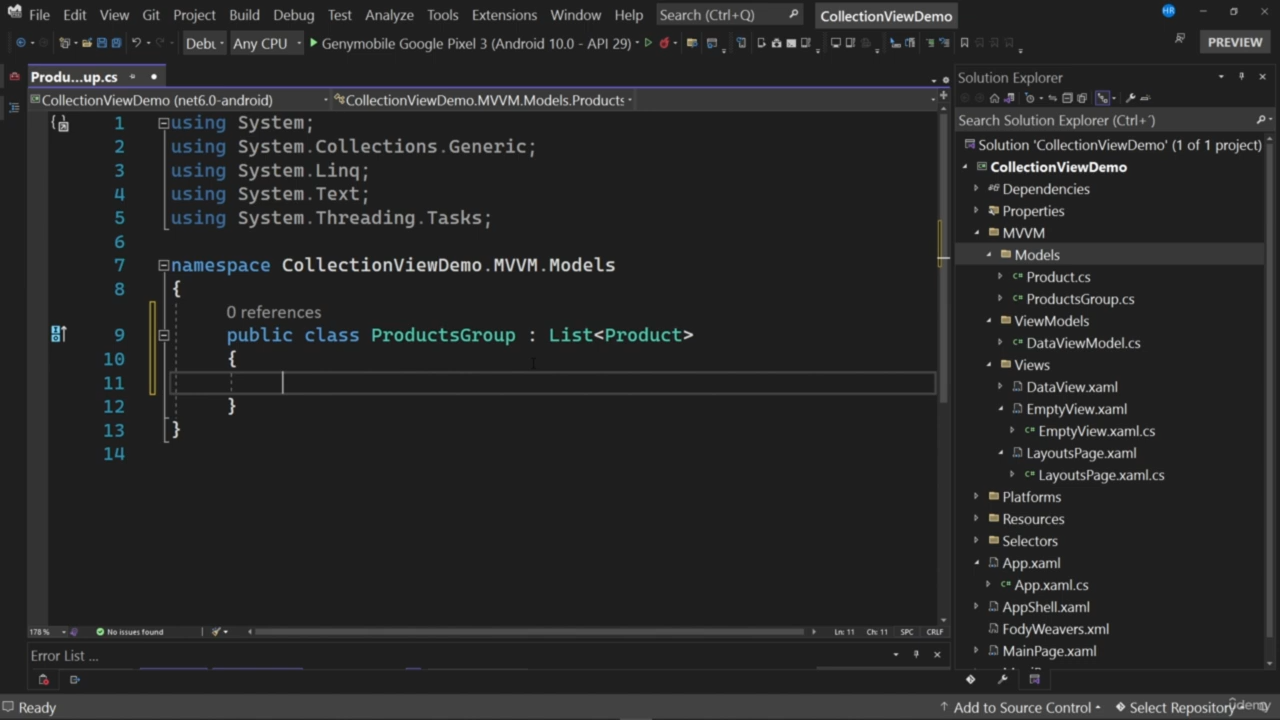 File Edit View Git Project Build Debug Test Analyze Tools Extensions Window Help Search (Ctrl+Q) CollectionViewDemo HR
Debu Any CPU Genymobile Google Pixel 3 (Android 10.0 - API 29) PREVIEW
Produ...up.cs
CollectionViewDemo (net6.0-android) CollectionViewDemo.MVVM.Models.Products
1 using System;
2 using System.Collections.Generic;
3 using System.Linq;
4 using System.Text;
5 using System.Threading.Tasks;
6
7 namespace CollectionViewDemo.MVVM.Models
8 {
0 references
9 public class ProductsGroup : List<Product>
10 {
11
12 }
13 }
14
178 % No issues found Ln: 11 Ch: 11 SPC CRLF
Error List ...
Solution Explorer
Search Solution Explorer (Ctrl+´)
Solution 'CollectionViewDemo' (1 of 1 project)
CollectionViewDemo
Dependencies
Properties
MVVM
Models
Product.cs
ProductsGroup.cs
ViewModels
DataViewModel.cs
Views
DataView.xaml
EmptyView.xaml
EmptyView.xaml.cs
LayoutsPage.xaml
LayoutsPage.xaml.cs
Platforms
Resources
Selectors
App.xaml
App.xaml.cs
AppShell.xaml
FodyWeavers.xml
MainPage.xaml
Ready Add to Source Control Select Repository
Udemy